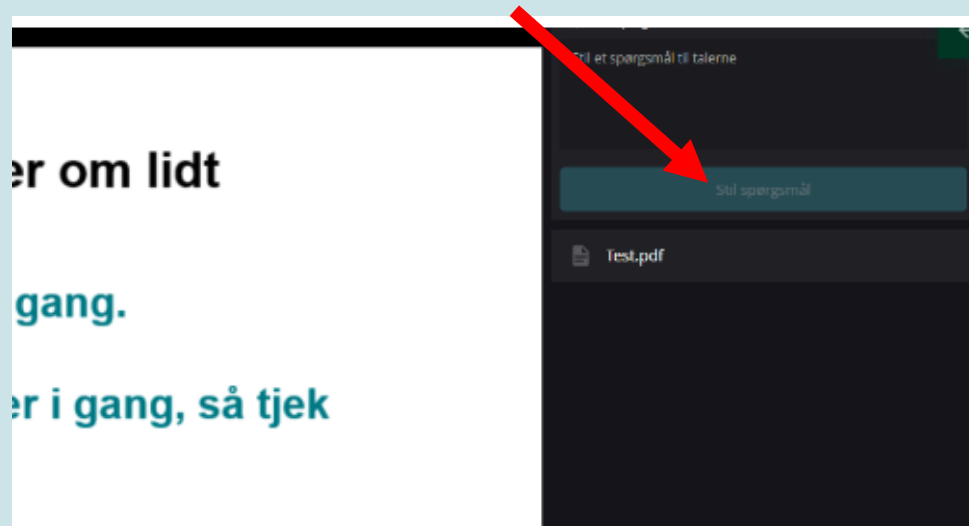 er om lidt
gang.
er i gang, så tjek
Stil et spørgsmål til talerne
Stil spørgsmål
Test.pdf